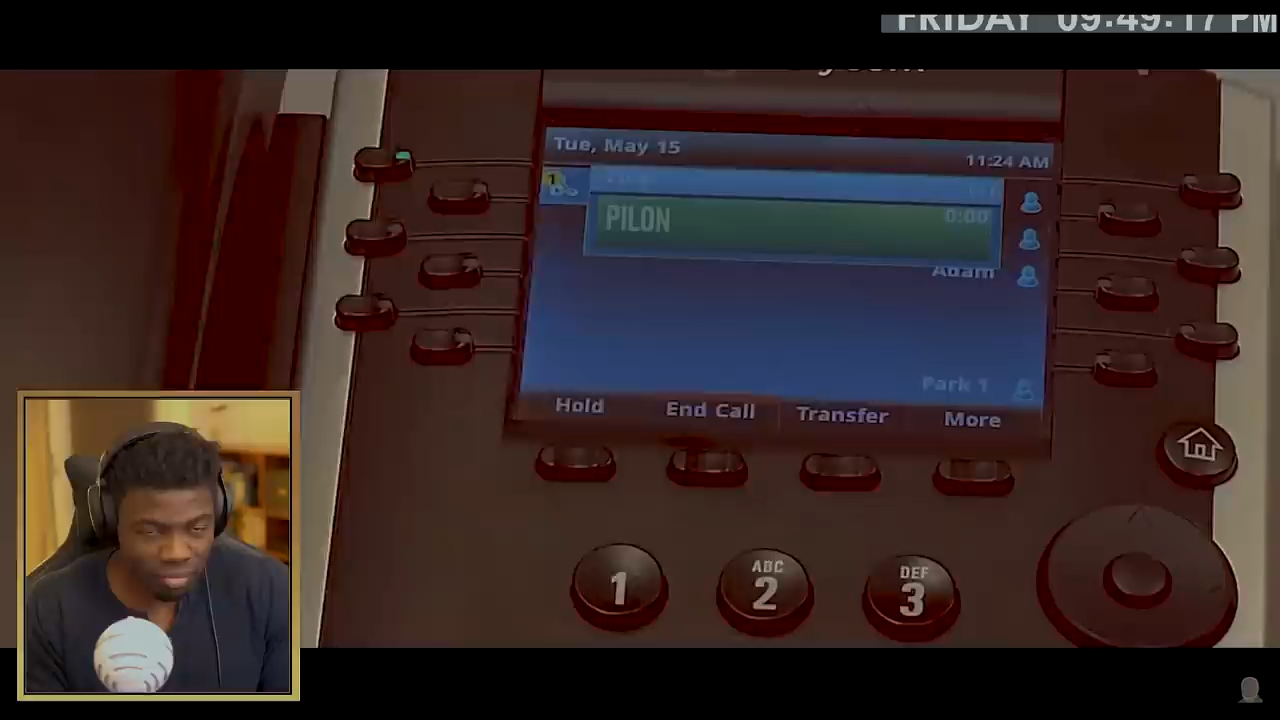 FRIDAY 09:49:17 PM
Tue, May 15
11:24 AM
1
PILON
0:00
Adam
Park 1
Hold
End Call
Transfer
More
1
ABC
2
DEF
3